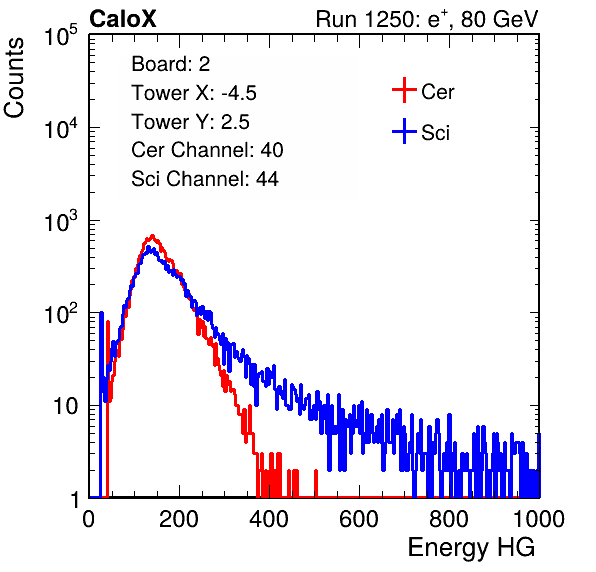 CaloX Run 1250: e⁺, 80 GeV
Counts
Board: 2
Tower X: -4.5
Tower Y: 2.5
Cer Channel: 40
Sci Channel: 44
Cer
Sci
10⁵
10⁴
10³
10²
10
1
0 200 400 600 800 1000
Energy HG